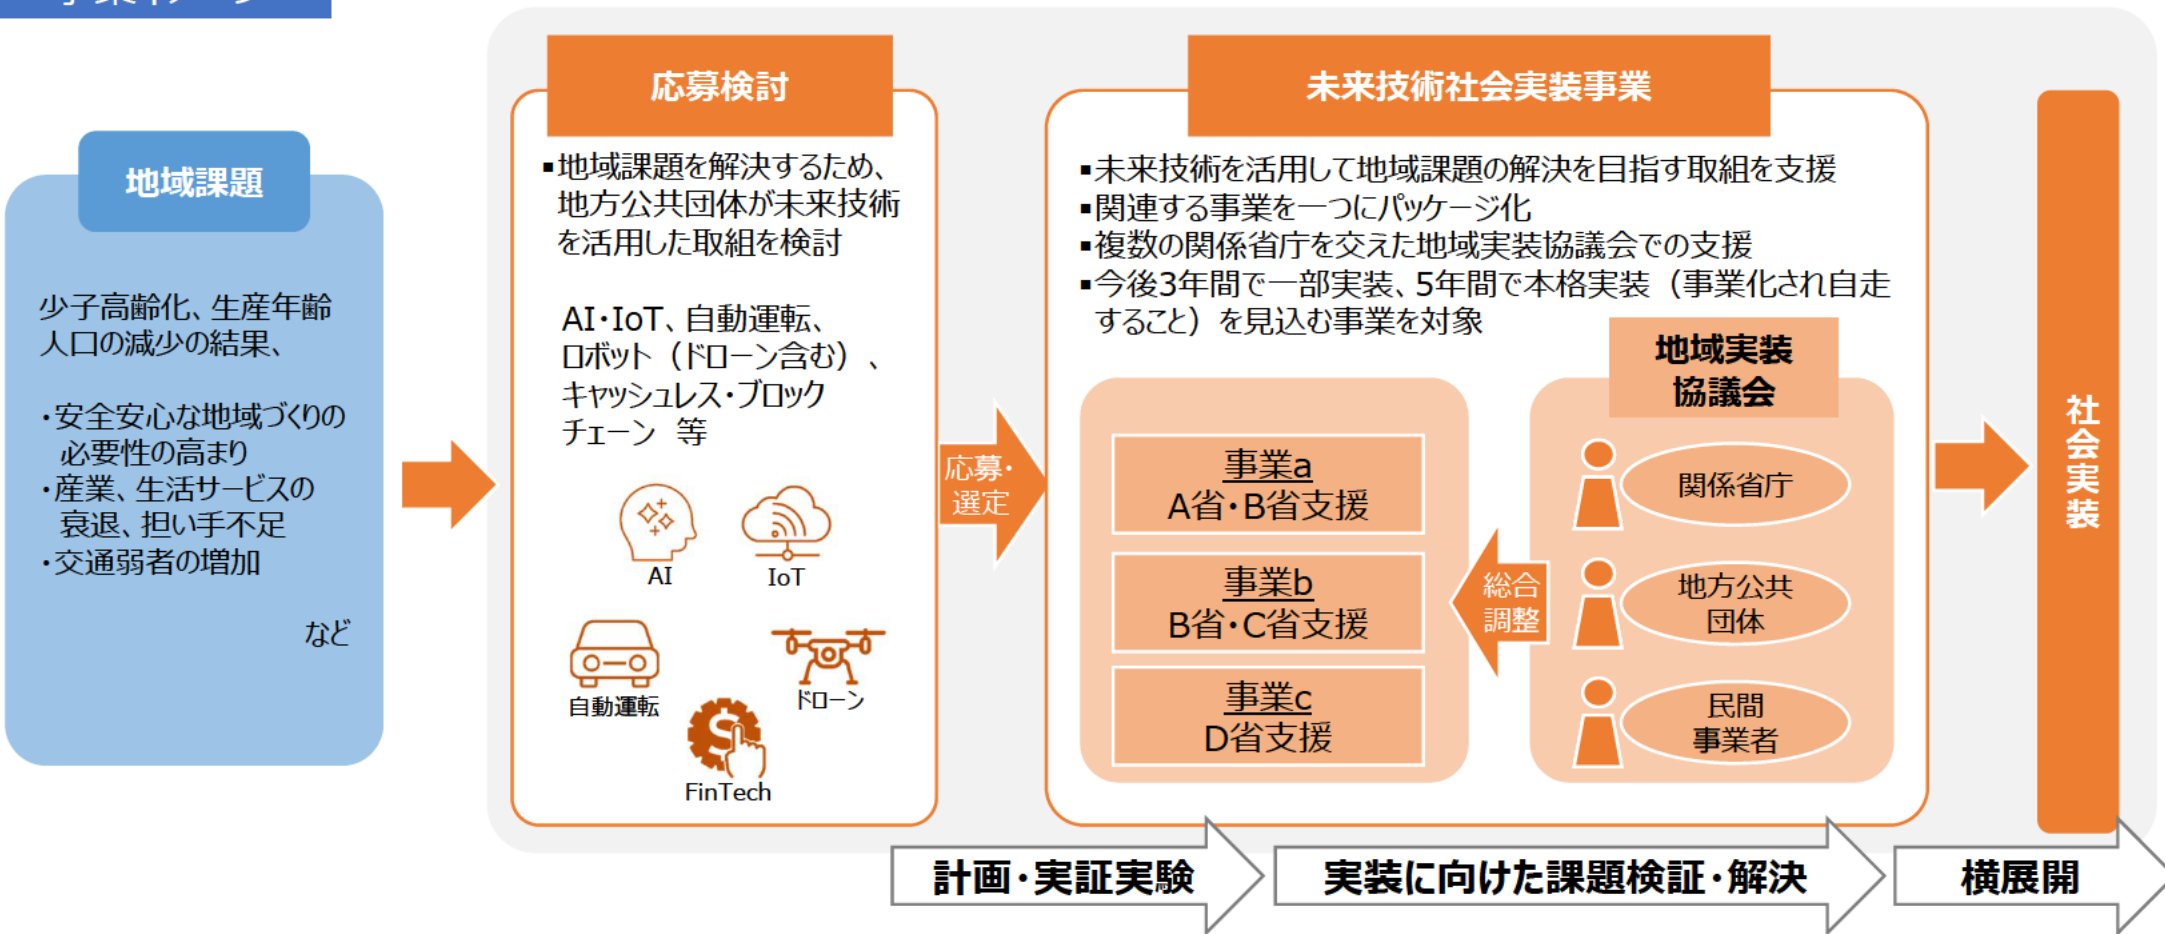 地域課題
少子高齢化、生産年齢
人口の減少の結果、
・安全安心な地域づくりの
必要性の高まり
・産業、生活サービスの
衰退、担い手不足
・交通弱者の増加
など
応募検討
▪地域課題を解決するため、
地方公共団体が未来技術
を活用した取組を検討
AI・IoT、自動運転、
ロボット（ドローン含む）、
キャッシュレス・ブロック
チェーン 等
AI
IoT
自動運転
ドローン
FinTech
応募・
選定
未来技術社会実装事業
▪未来技術を活用して地域課題の解決を目指す取組を支援
▪関連する事業を一つにパッケージ化
▪複数の関係省庁を交えた地域実装協議会での支援
▪今後3年間で一部実装、5年間で本格実装（事業化され自走
すること）を見込む事業を対象
事業a
A省・B省支援
事業b
B省・C省支援
事業c
D省支援
総合
調整
地域実装
協議会
関係省庁
地方公共
団体
民間
事業者
社会実装
計画・実証実験
実装に向けた課題検証・解決
横展開